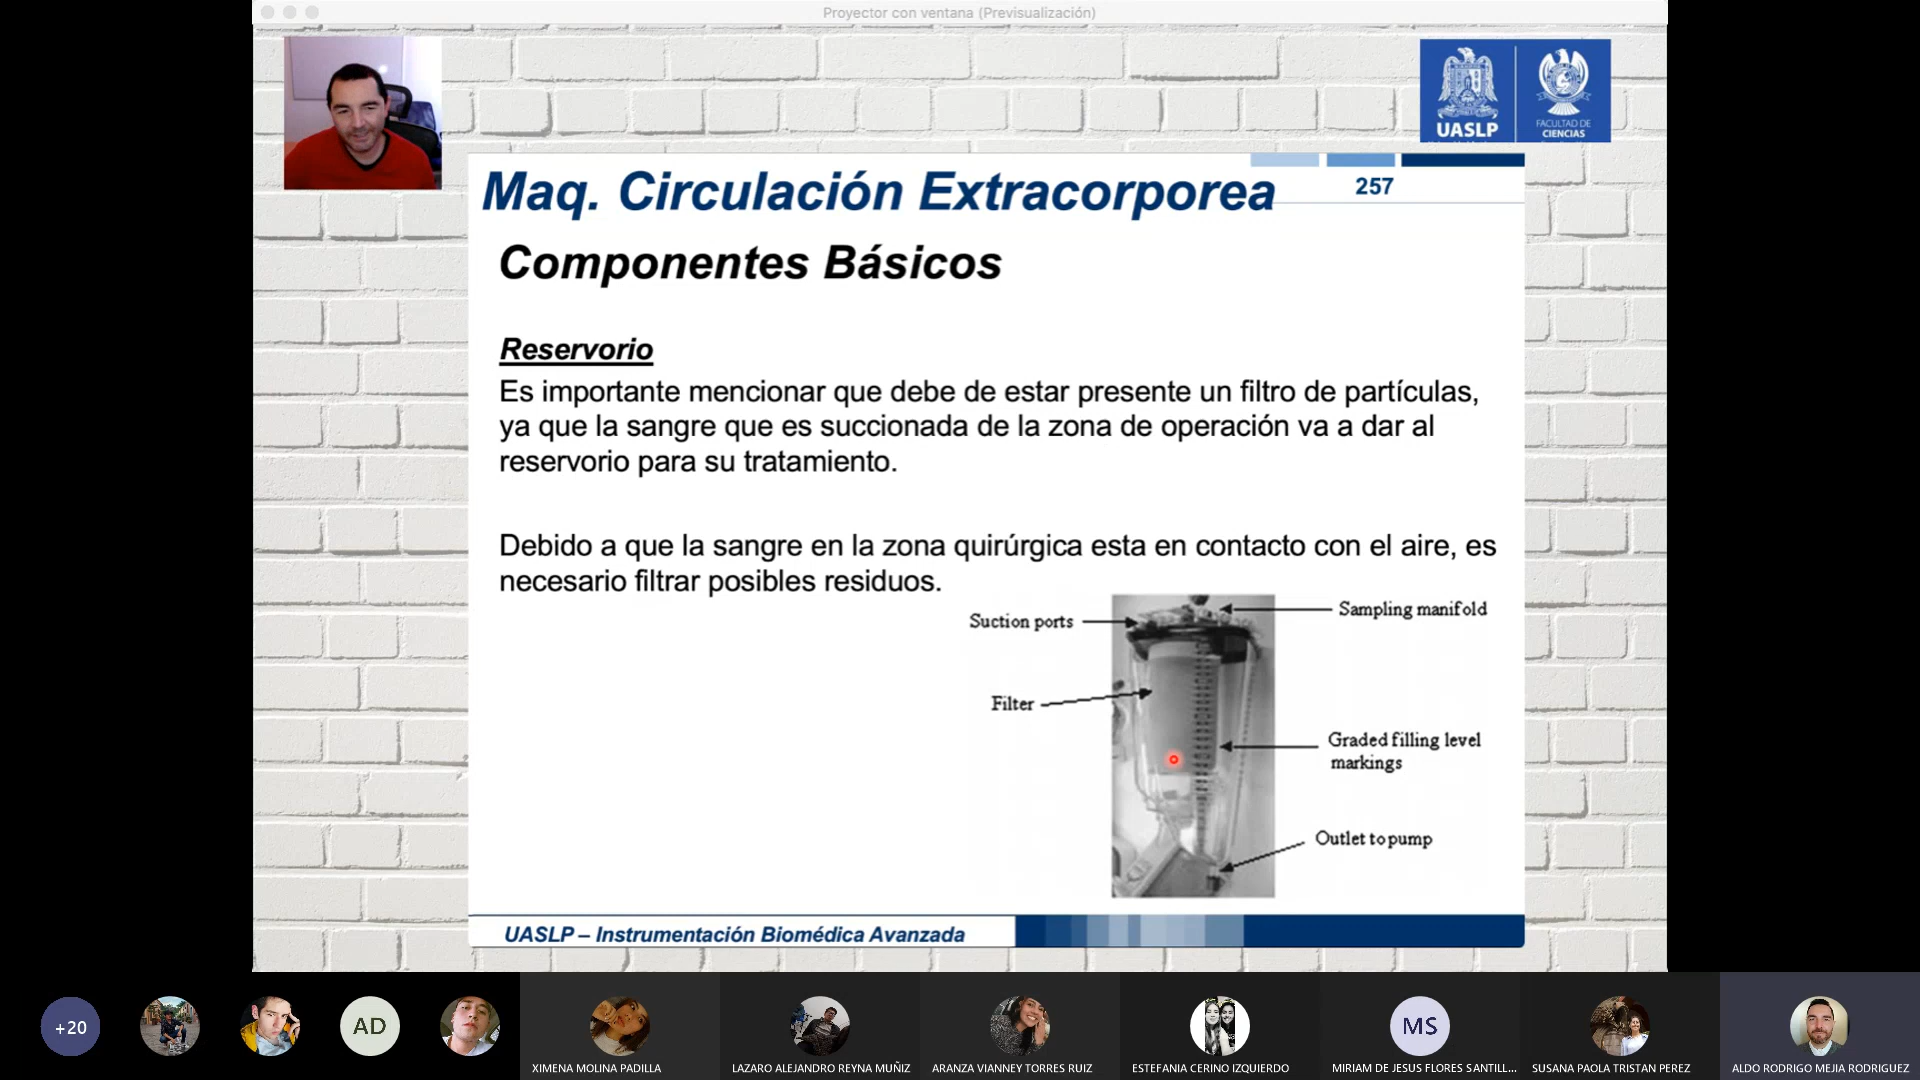 Proyector con ventana (Previsualización)
UASLP
FACULTAD DE
CIENCIAS
Maq. Circulación Extracorporea
257
Componentes Básicos
Reservorio
Es importante mencionar que debe de estar presente un filtro de partículas,
ya que la sangre que es succionada de la zona de operación va a dar al
reservorio para su tratamiento.
Debido a que la sangre en la zona quirúrgica esta en contacto con el aire, es
necesario filtrar posibles residuos.
Suction ports
Sampling manifold
Filter
Graded filling level
markings
Outlet to pump
UASLP – Instrumentación Biomédica Avanzada
+20
AD
MS
XIMENA MOLINA PADILLA
LAZARO ALEJANDRO REYNA MUÑIZ
ARANZA VIANNEY TORRES RUIZ
ESTEFANIA CERINO IZQUIERDO
MIRIAM DE JESUS FLORES SANTILL...
SUSANA PAOLA TRISTAN PEREZ
ALDO RODRIGO MEJIA RODRIGUEZ